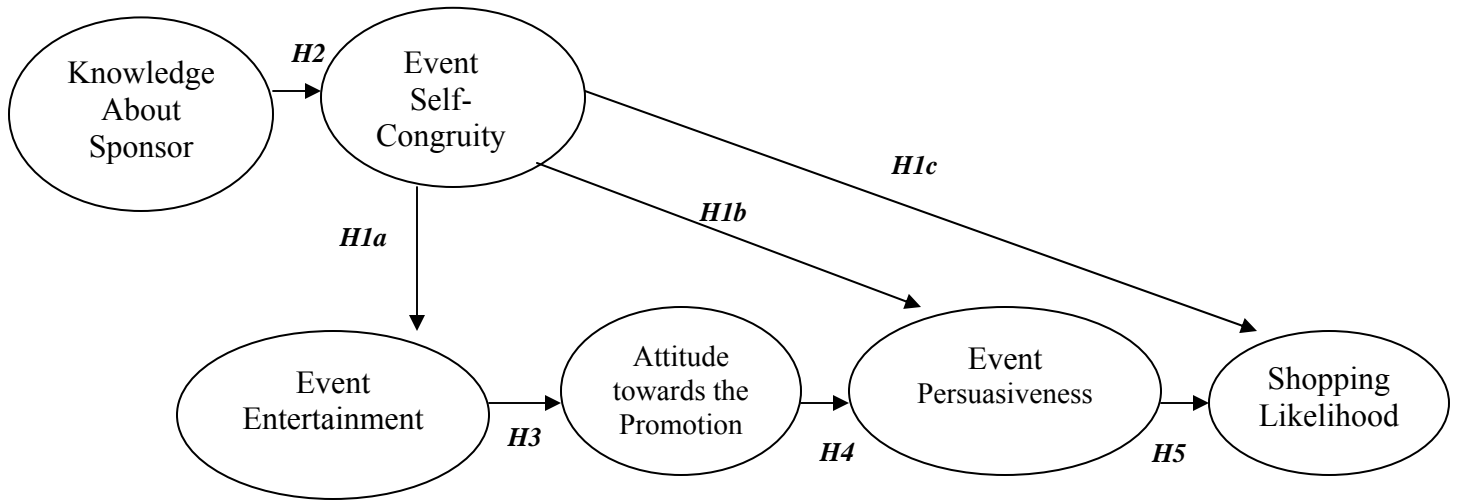 H2
Knowledge
About
Sponsor
Event
Self-
Congruity
H1c
H1b
H1a
Event
Entertainment
H3
Attitude
towards the
Promotion
H4
Event
Persuasiveness
H5
Shopping
Likelihood